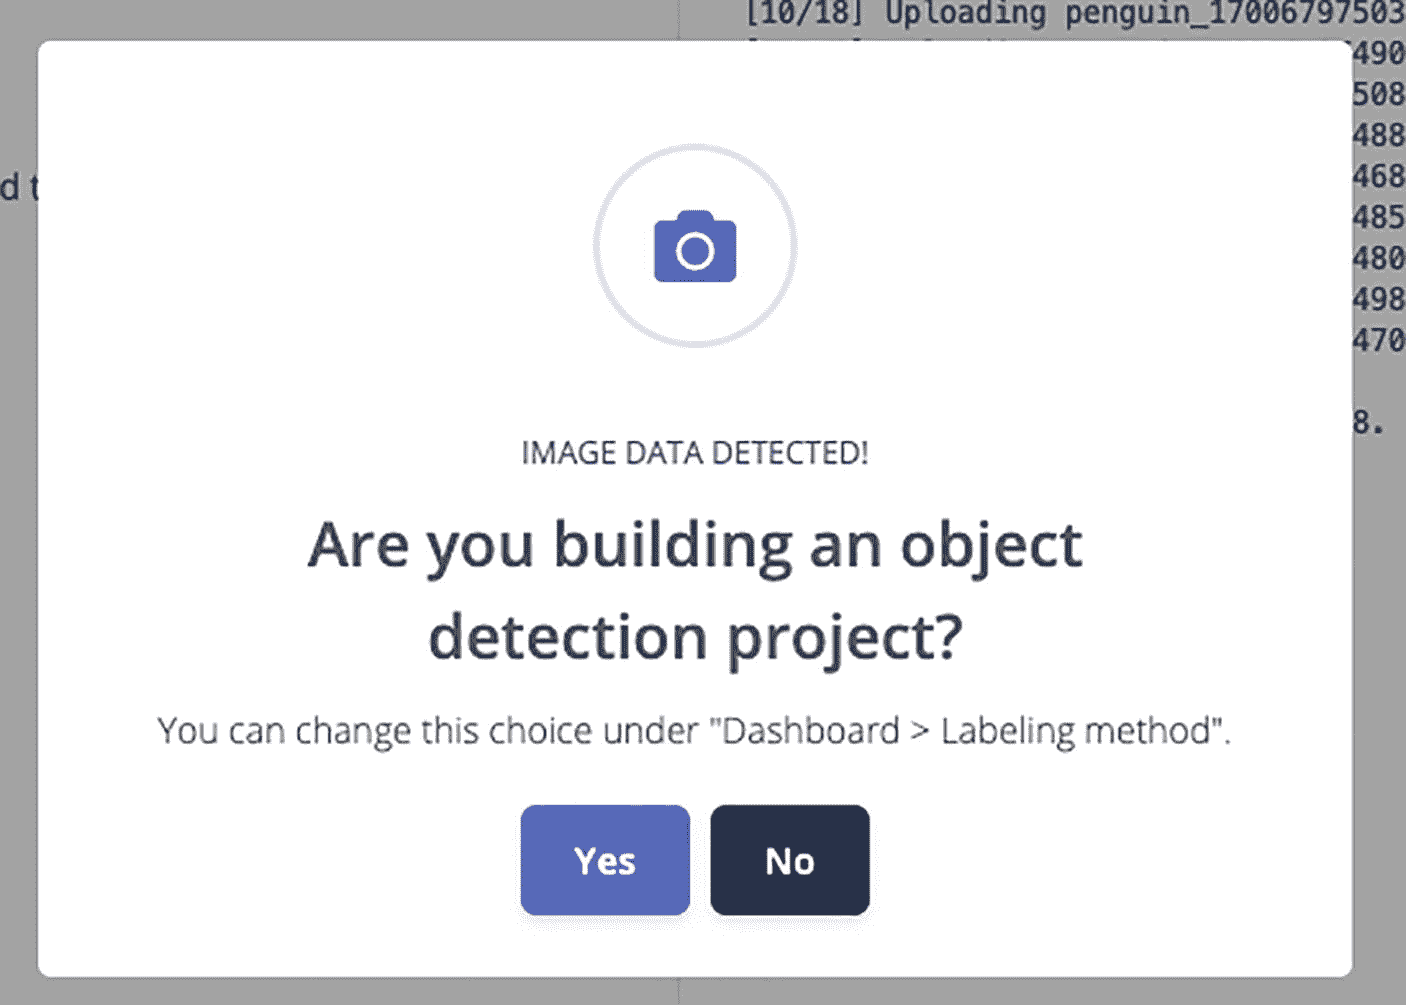 [10/18] Uploading penguin_17006797503
490
508
d t
488
468
485
480
498
470
8.
IMAGE DATA DETECTED!
Are you building an object
detection project?
You can change this choice under "Dashboard > Labeling method".
Yes
No